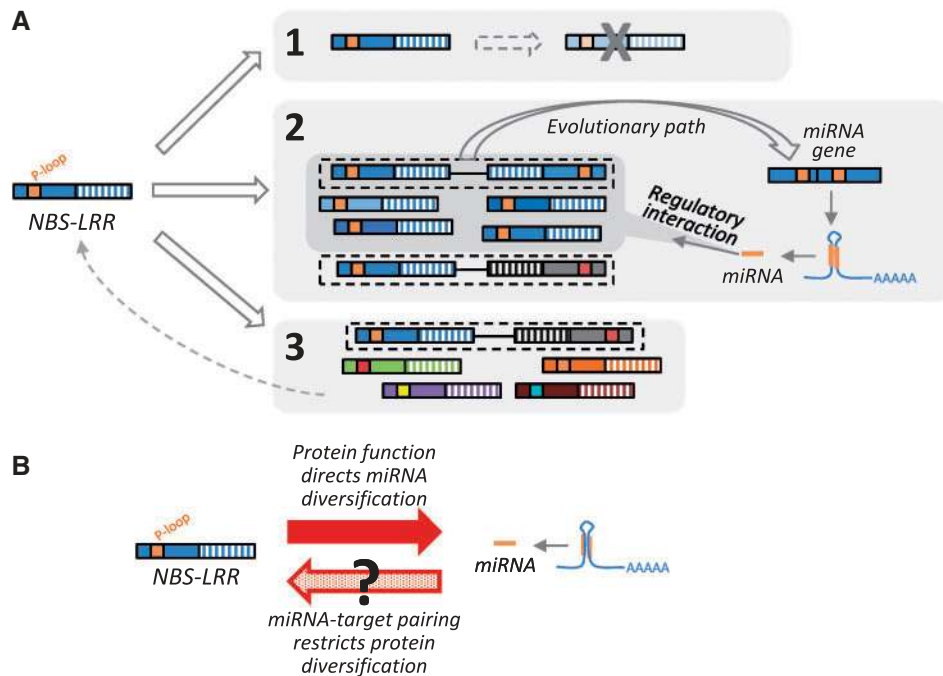 A
1
2
Evolutionary path
miRNA
gene
P-loop
NBS-LRR
Regulatory
interaction
miRNA
AAAAA
3
B
Protein function
directs miRNA
diversification
P-loop
NBS-LRR
?
miRNA
AAAAA
miRNA-target pairing
restricts protein
diversification